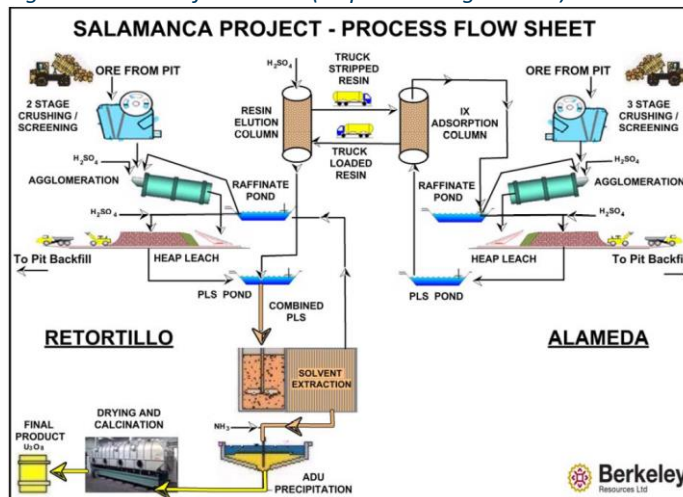 SALAMANCA PROJECT - PROCESS FLOW SHEET
ORE FROM PIT
2 STAGE
CRUSHING /
SCREENING
H2SO4
AGGLOMERATION
H2SO4
To Pit Backfill
HEAP LEACH
RAFFINATE
POND
PLS POND
H2SO4
RESIN
ELUTION
COLUMN
TRUCK
STRIPPED
RESIN
TRUCK
LOADED
RESIN
IX
ADSORPTION
COLUMN
ORE FROM PIT
3 STAGE
CRUSHING /
SCREENING
H2SO4
AGGLOMERATION
RAFFINATE
POND
H2SO4
HEAP LEACH
To Pit Backfill
PLS POND
COMBINED
PLS
RETORTILLO
ALAMEDA
SOLVENT
EXTRACTION
NH3
ADU
PRECIPITATION
DRYING AND
CALCINATION
FINAL
PRODUCT
U3O8
Berkeley
Resources Ltd